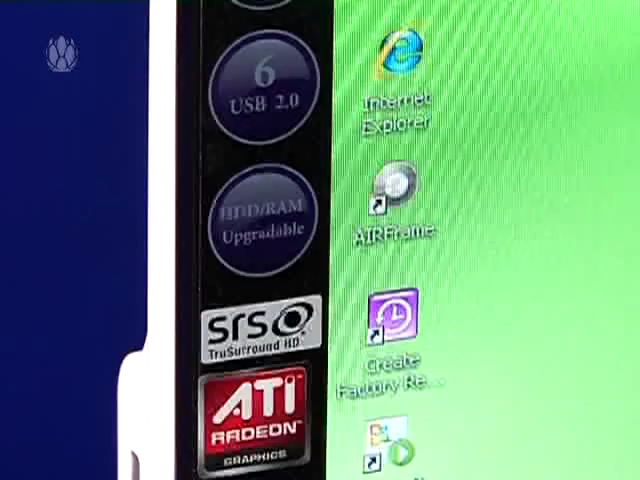 6
USB 2.0
HDD/RAM
Upgradable
SRS
TruSurround HD
ATI
RADEON
GRAPHICS
Internet
Explorer
AIRFrame
Create
Factory Re...